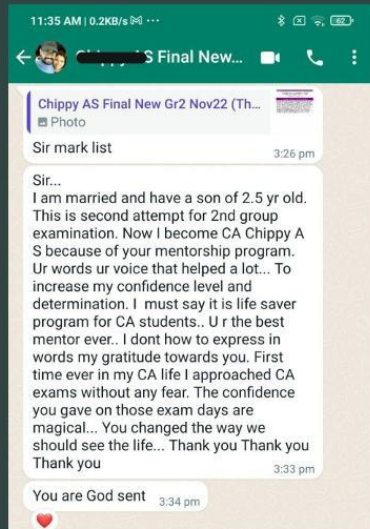 11:35 AM | 0.2KB/s ...
62
S Final New...
Chippy AS Final New Gr2 Nov22 (Th...
Photo
Sir mark list
3:26 pm
Sir...
I am married and have a son of 2.5 yr old.
This is second attempt for 2nd group
examination. Now I become CA Chippy A
S because of your mentorship program.
Ur words ur voice that helped a lot... To
increase my confidence level and
determination. I must say it is life saver
program for CA students.. U r the best
mentor ever.. I dont how to express in
words my gratitude towards you. First
time ever in my CA life I approached CA
exams without any fear. The confidence
you gave on those exam days are
magical... You changed the way we
should see the life... Thank you Thank you
Thank you
3:33 pm
You are God sent
3:34 pm